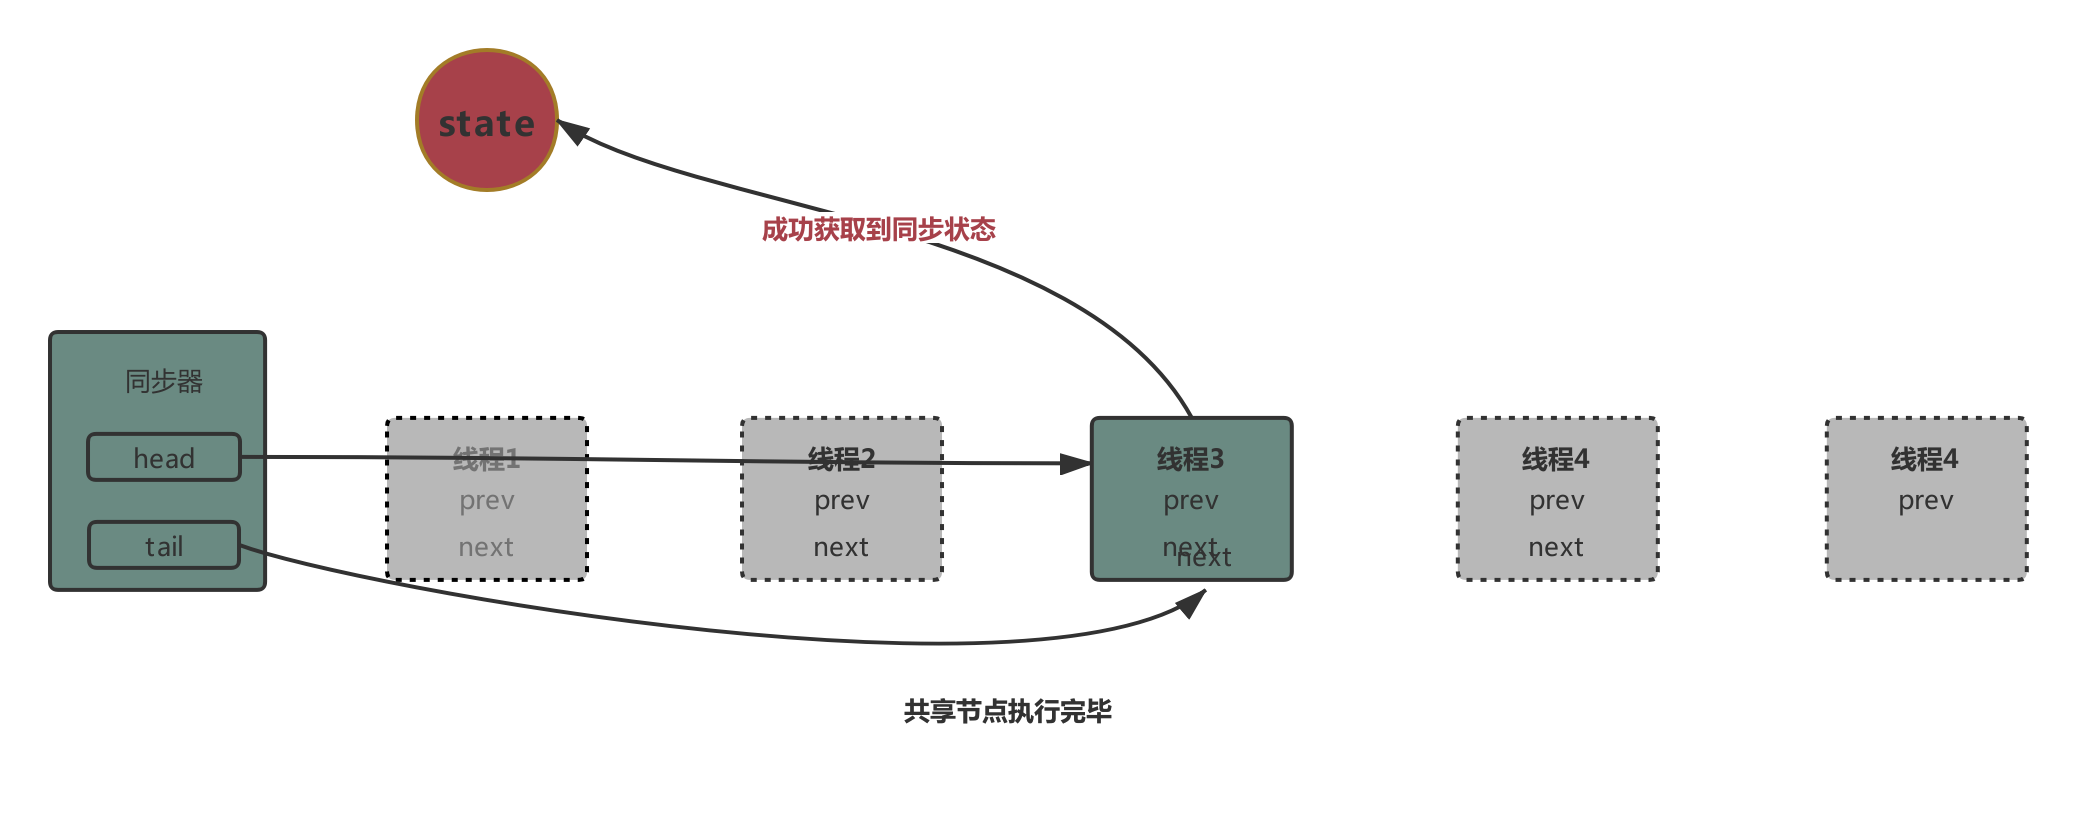 state
成功获取到同步状态
同步器
head
tail
线程1
prev
next
线程2
prev
next
线程3
prev
next
next
线程4
prev
next
线程4
prev
共享节点执行完毕